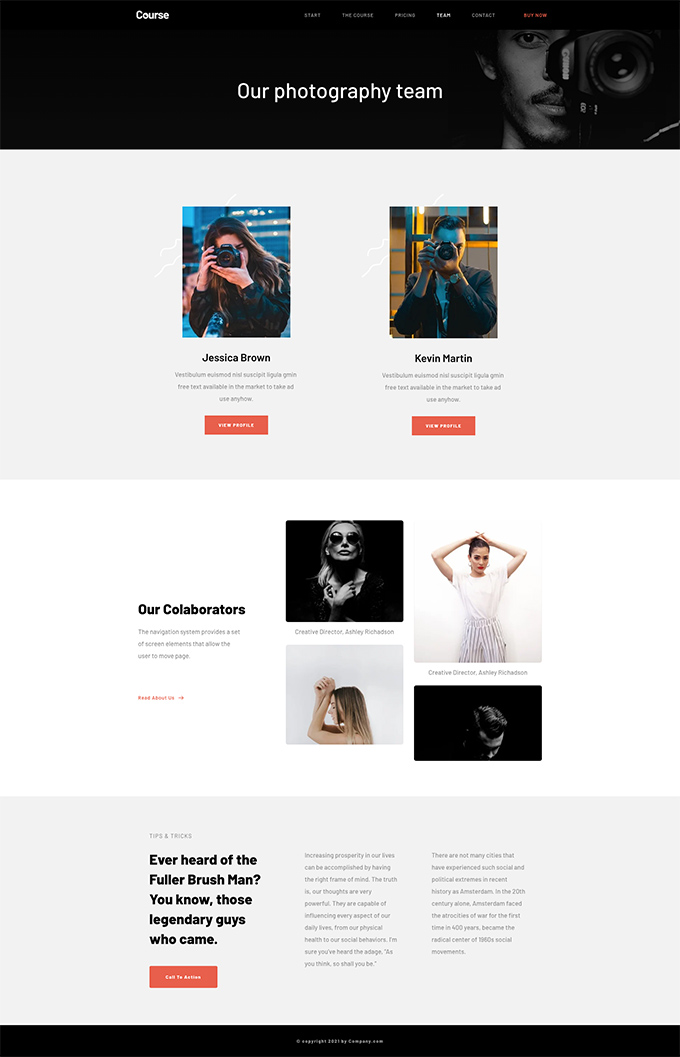 Course
START THE COURSE PRICING TEAM CONTACT BUY NOW
Our photography team
Jessica Brown
Vestibulum euismod nisl suscipit ligula gmin
free text available in the market to take ad
use anyhow.
VIEW PROFILE
Kevin Martin
Vestibulum euismod nisl suscipit ligula gmin
free text available in the market to take ad
use anyhow.
VIEW PROFILE
Our Colaborators
The navigation system provides a set
of screen elements that allow the
user to move page.
Read About Us →
Creative Director, Ashley Richadson
Creative Director, Ashley Richadson
TIPS & TRICKS
Ever heard of the
Fuller Brush Man?
You know, those
legendary guys
who came.
Call To Action
Increasing prosperity in our lives
can be accomplished by having
the right frame of mind. The truth
is, our thoughts are very
powerful. They are capable of
influencing every aspect of our
daily lives, from our physical
health to our social behaviors. I'm
sure you've heard the adage, "As
you think, so shall you be."
There are not many cities that
have experienced such social and
political extremes in recent
history as Amsterdam. In the 20th
century alone, Amsterdam faced
the atrocities of war for the first
time in 400 years, became the
radical center of 1960s social
movements.
© copyright 2021 by Company.com